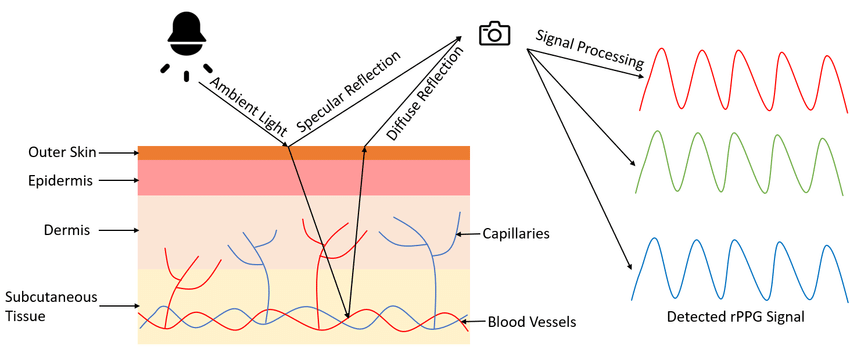 Ambient Light
Specular Reflection
Diffuse Reflection
Signal Processing
Outer Skin
Epidermis
Dermis
Subcutaneous
Tissue
Capillaries
Blood Vessels
Detected rPPG Signal